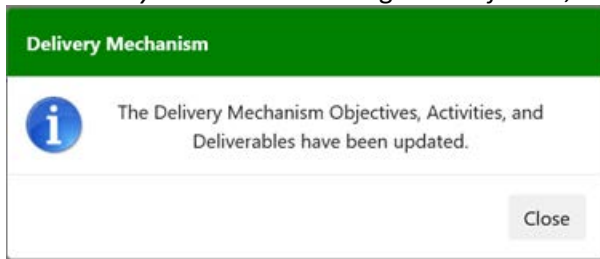 Delivery Mechanism
The Delivery Mechanism Objectives, Activities, and
Deliverables have been updated.
Close